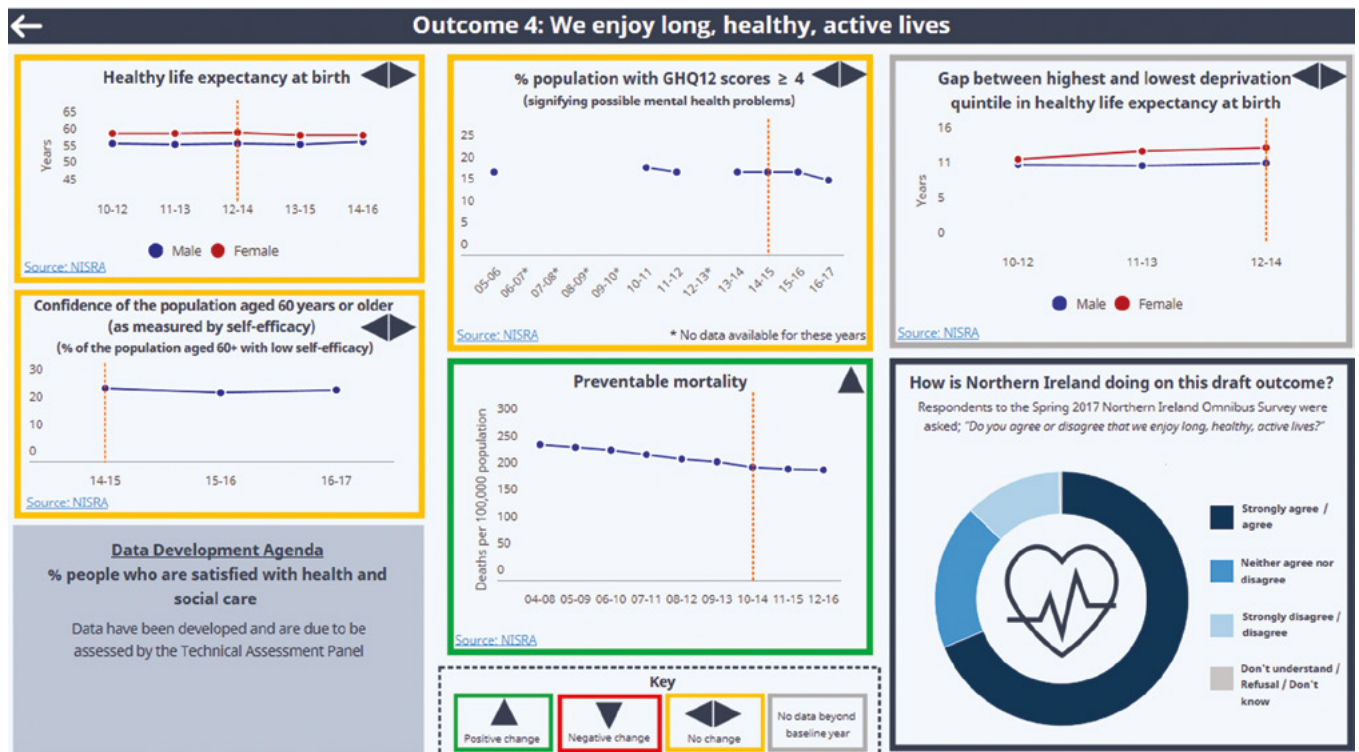 Outcome 4: We enjoy long, healthy, active lives
Healthy life expectancy at birth
Years
65
60
55
50
45
10-12 11-13 12-14 13-15 14-16
Male Female
Source: NISRA
Confidence of the population aged 60 years or older
(as measured by self-efficacy)
(% of the population aged 60+ with low self-efficacy)
30
20
10
0
14-15 15-16 16-17
Source: NISRA
Data Development Agenda
% people who are satisfied with health and
social care
Data have been developed and are due to be
assessed by the Technical Assessment Panel
% population with GHQ12 scores ≥ 4
(signifying possible mental health problems)
25
20
15
10
5
0
05-06 06-07* 07-08* 08-09* 09-10* 10-11 11-12 12-13* 13-14 14-15 15-16 16-17
Source: NISRA * No data available for these years
Preventable mortality
Deaths per 100,000 population
300
250
200
150
100
50
0
04-08 05-09 06-10 07-11 08-12 09-13 10-14 11-15 12-16
Source: NISRA
Key
Positive change
Negative change
No change
No data beyond
baseline year
Gap between highest and lowest deprivation
quintile in healthy life expectancy at birth
Years
16
11
5
0
10-12 11-13 12-14
Male Female
How is Northern Ireland doing on this draft outcome?
Respondents to the Spring 2017 Northern Ireland Omnibus Survey were
asked; "Do you agree or disagree that we enjoy long, healthy, active lives?"
Strongly agree /
agree
Neither agree nor
disagree
Strongly disagree /
disagree
Don't understand /
Refusal / Don't
know